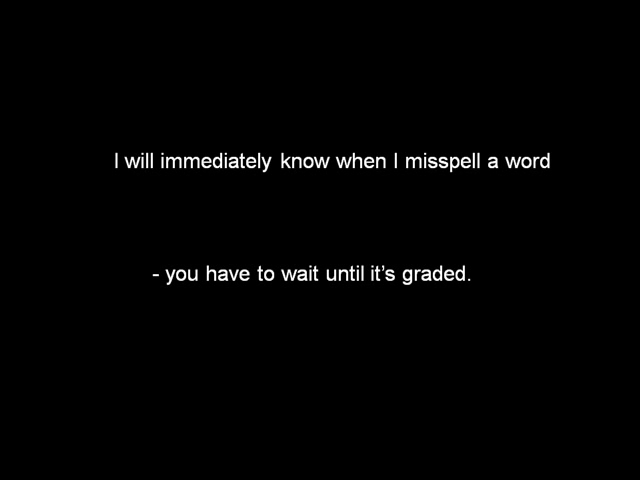 I will immediately know when I misspell a word
- you have to wait until it’s graded.